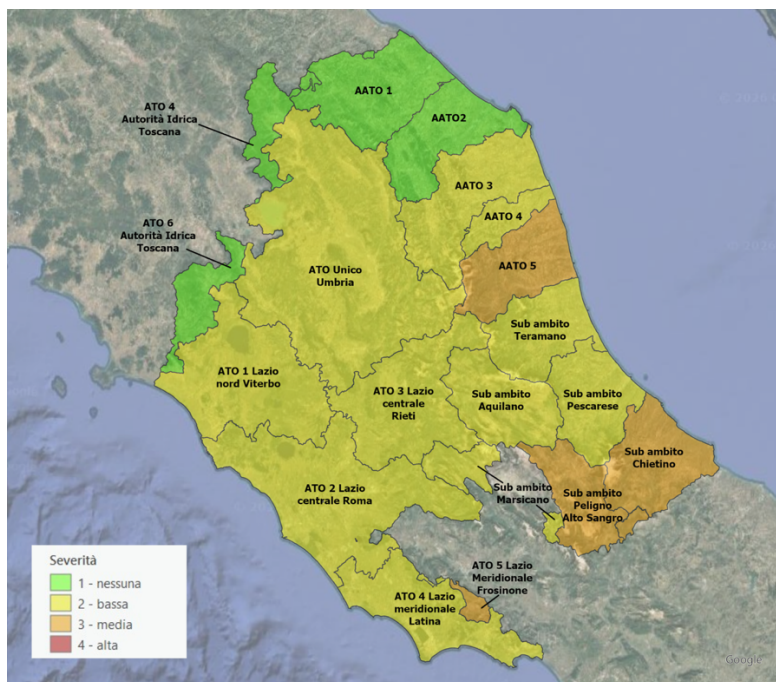 AATO 1
ATO 4
Autorità Idrica
Toscana
AATO2
AATO 3
ATO 6
Autorità Idrica
Toscana
AATO 4
AATO 5
ATO Unico
Umbria
Sub ambito
Teramano
ATO 1 Lazio
nord Viterbo
ATO 3 Lazio
centrale
Rieti
Sub ambito
Aquilano
Sub ambito
Pescarese
Sub ambito
Chietino
ATO 2 Lazio
centrale Roma
Sub ambito
Marsicano
Sub ambito
Peligno
Alto Sangro
ATO 5 Lazio
Meridionale
Frosinone
ATO 4 Lazio
meridionale
Latina
Severità
1 - nessuna
2 - bassa
3 - media
4 - alta
Google